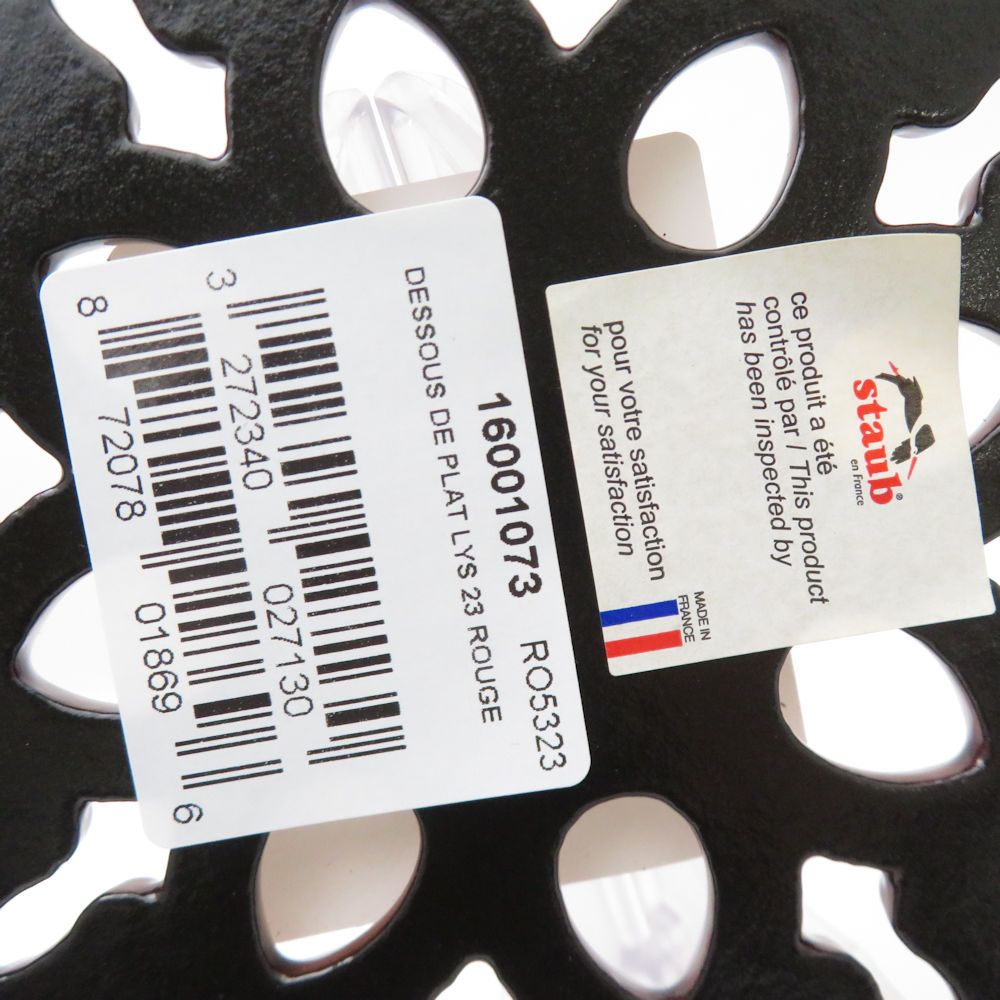 16001073 RO5323
DESSOUS DE PLAT LYS 23 ROUGE
3 272340 027130
8 72078 01869 6
staub®
en France
ce produit a été
contrôlé par / This product
has been inspected by
pour votre satisfaction
for your satisfaction
MADE IN
FRANCE